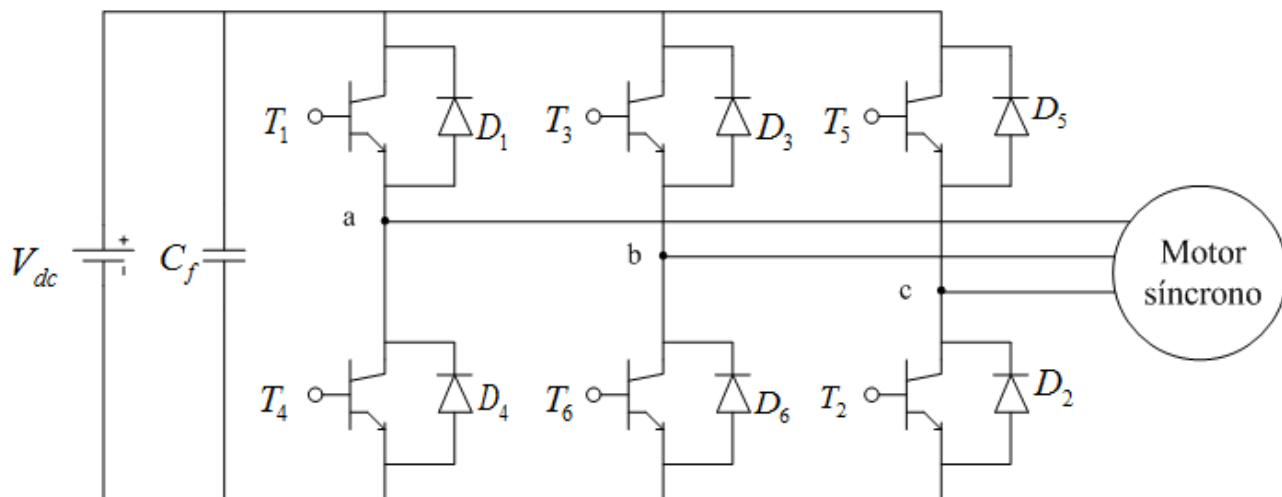 T1
D1
T3
D3
T5
D5
a
b
c
Vdc
+
-
Cf
Motor
síncrono
T4
D4
T6
D6
T2
D2